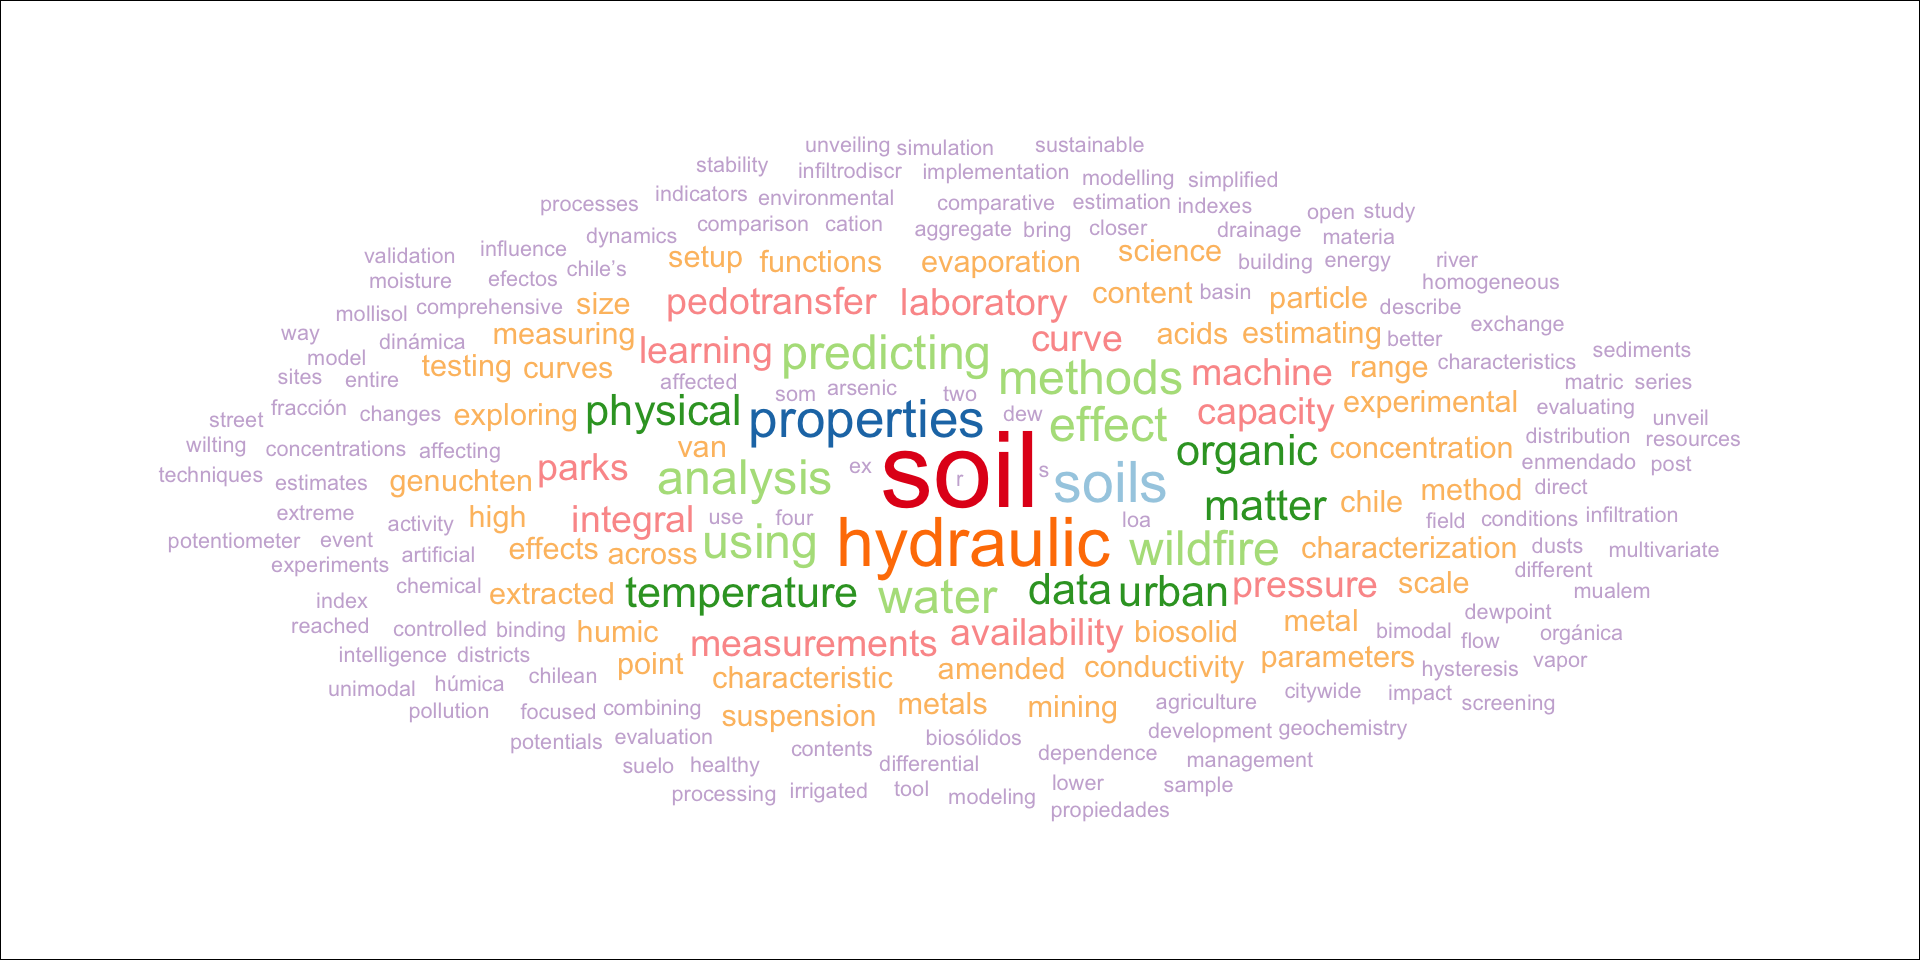 unveiling simulation sustainable
stability infiltrodiscr implementation modelling simplified
processes indicators environmental comparative estimation indexes open study
comparison cation aggregate bring closer drainage materia
validation influence dynamics setup functions evaporation science building energy river
moisture efectos chile’s homogeneous
mollisol comprehensive size pedotransfer laboratory content basin particle describe
way dinámica measuring learning predicting curve acids estimating better exchange
model testing curves methods machine range characteristics sediments
sites entire affected som arsenic two matric series
street fracción changes exploring physical properties dew effect capacity experimental evaluating unveil
wilting concentrations affecting van organic concentration distribution resources
techniques estimates genuchten parks analysis ex soil r s soils enmendado post
extreme activity high integral use four loa matter chile method direct
field conditions infiltration
potentiometer event artificial effects across using hydraulic wildfire characterization dusts multivariate
experiments chemical extracted temperature water data urban pressure scale different mualem
index reached controlled binding humic measurements availability biosolid metal bimodal dewpoint flow orgánica
intelligence districts point characteristic amended conductivity parameters hysteresis vapor
unimodal húmica chilean citywide impact
pollution focused combining suspension metals mining agriculture screening
potentials evaluation contents biosólidos dependence development geochemistry
suelo healthy differential management
processing irrigated tool modeling lower sample
propiedades